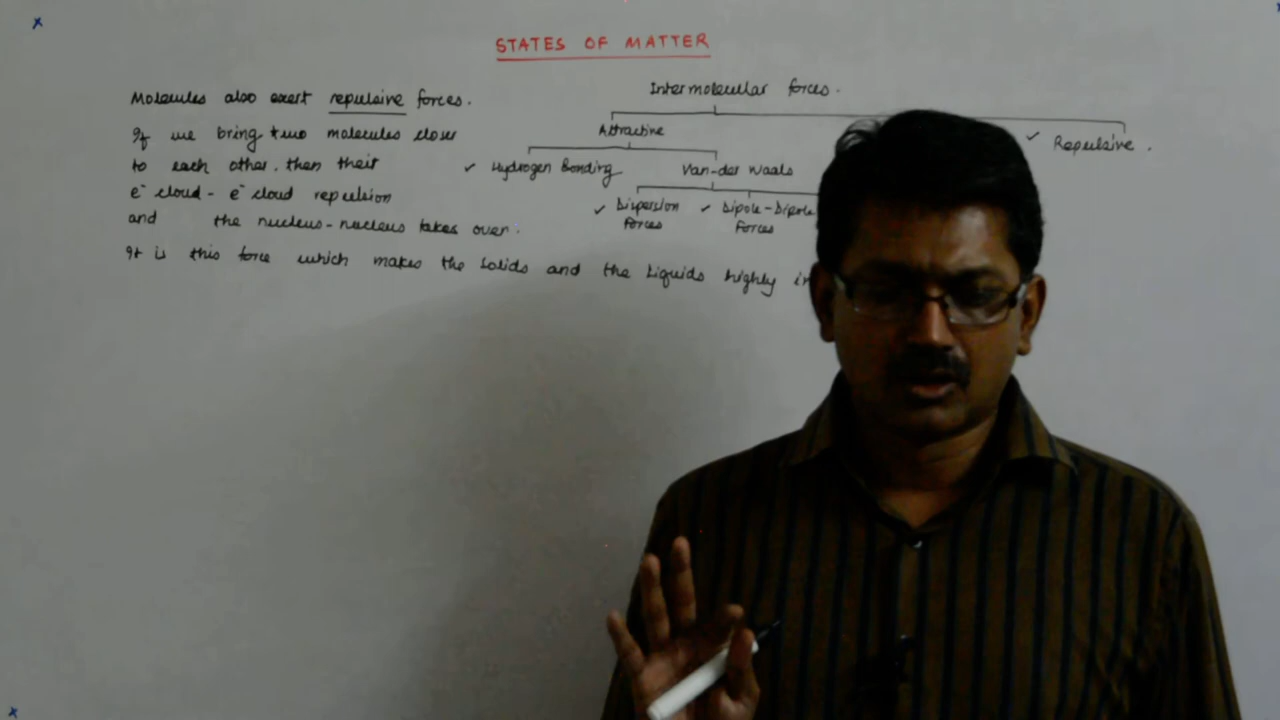 STATES OF MATTER
Molecules also exert repulsive forces.
If we bring two molecules closer
to each other, then their
e⁻ cloud - e⁻ cloud repulsion
and the nucleus-nucleus takes over.
It is this force which makes the solids and the liquids highly
Intermolecular forces.
Attractive
✓ Repulsive.
✓ Hydrogen Bonding
Van-der Waals
✓ Dispersion forces
✓ Dipole-Dipole forces